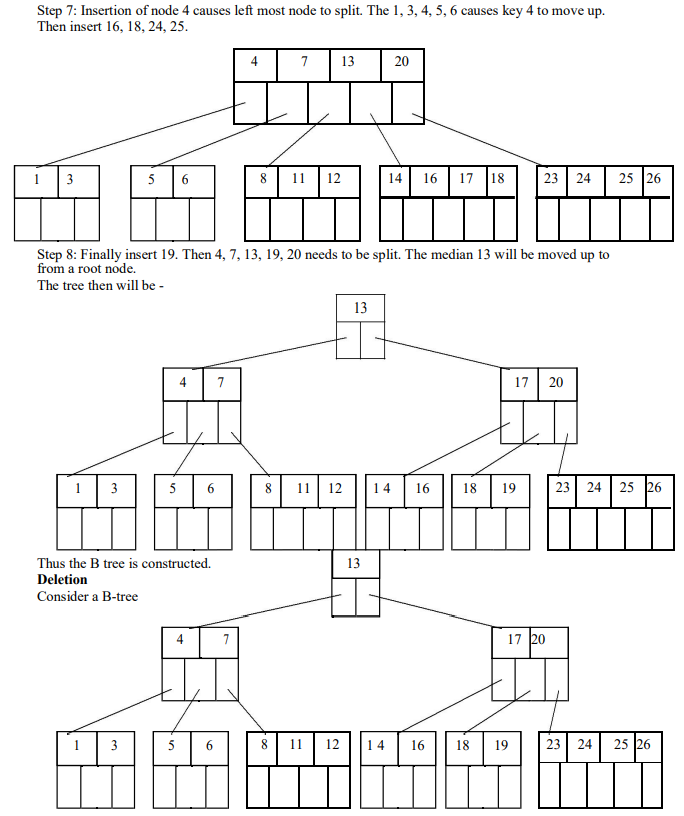 Step 7: Insertion of node 4 causes left most node to split. The 1, 3, 4, 5, 6 causes key 4 to move up.
Then insert 16, 18, 24, 25.
4 7 13 20
1 3 5 6 8 11 12 14 16 17 18 23 24 25 26
Step 8: Finally insert 19. Then 4, 7, 13, 19, 20 needs to be split. The median 13 will be moved up to
from a root node.
The tree then will be -
13
4 7 17 20
1 3 5 6 8 11 12 1 4 16 18 19 23 24 25 26
Thus the B tree is constructed.
13
Deletion
Consider a B-tree
4 7 17 20
1 3 5 6 8 11 12 1 4 16 18 19 23 24 25 26